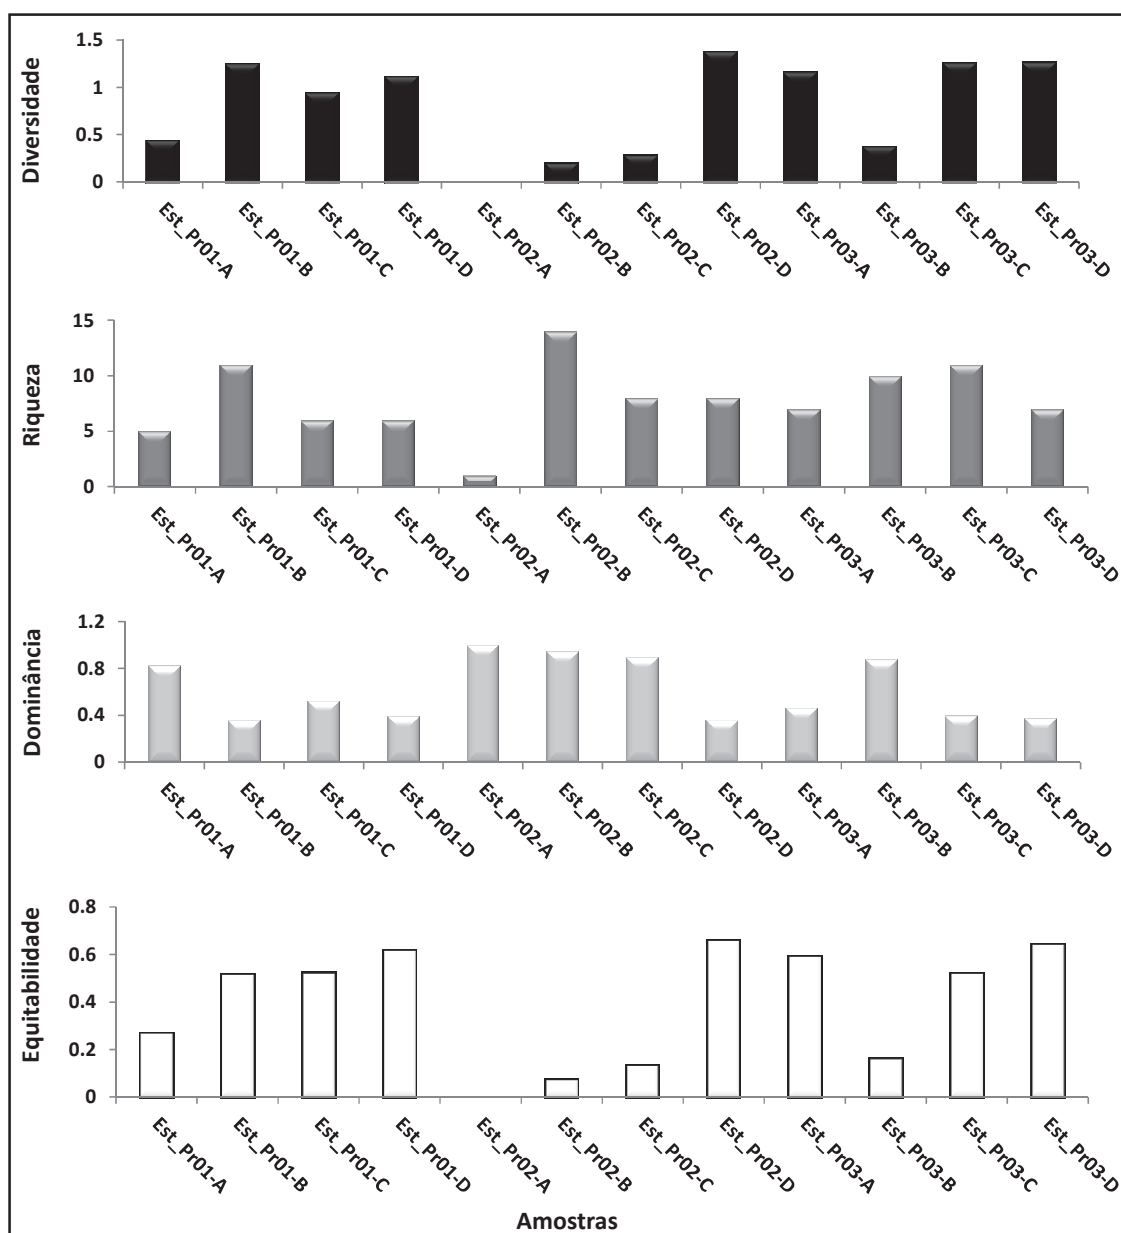 Diversidade
1.5
1
0.5
0
Est_Pr01-A
Est_Pr01-B
Est_Pr01-C
Est_Pr01-D
Est_Pr02-A
Est_Pr02-B
Est_Pr02-C
Est_Pr02-D
Est_Pr03-A
Est_Pr03-B
Est_Pr03-C
Est_Pr03-D
Riqueza
15
10
5
0
Est_Pr01-A
Est_Pr01-B
Est_Pr01-C
Est_Pr01-D
Est_Pr02-A
Est_Pr02-B
Est_Pr02-C
Est_Pr02-D
Est_Pr03-A
Est_Pr03-B
Est_Pr03-C
Est_Pr03-D
Dominância
1.2
0.8
0.4
0
Est_Pr01-A
Est_Pr01-B
Est_Pr01-C
Est_Pr01-D
Est_Pr02-A
Est_Pr02-B
Est_Pr02-C
Est_Pr02-D
Est_Pr03-A
Est_Pr03-B
Est_Pr03-C
Est_Pr03-D
Equitabilidade
0.8
0.6
0.4
0.2
0
Est_Pr01-A
Est_Pr01-B
Est_Pr01-C
Est_Pr01-D
Est_Pr02-A
Est_Pr02-B
Est_Pr02-C
Est_Pr02-D
Est_Pr03-A
Est_Pr03-B
Est_Pr03-C
Est_Pr03-D
Amostras